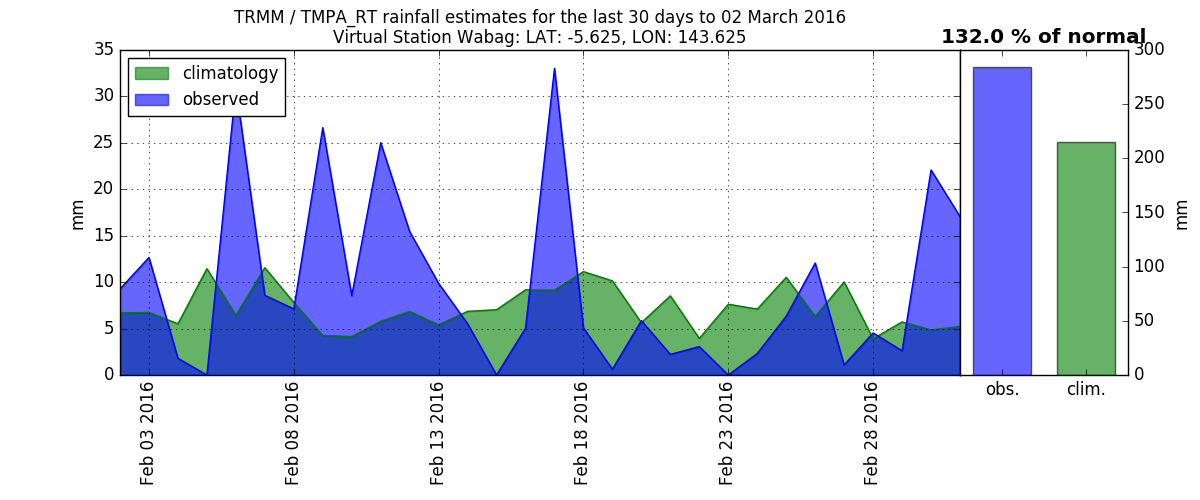 TRMM / TMPA_RT rainfall estimates for the last 30 days to 02 March 2016
Virtual Station Wabag: LAT: -5.625, LON: 143.625
132.0 % of normal
climatology
observed
35
30
25
20
15
10
5
0
mm
Feb 03 2016
Feb 08 2016
Feb 13 2016
Feb 18 2016
Feb 23 2016
Feb 28 2016
300
250
200
150
100
50
0
mm
obs.
clim.